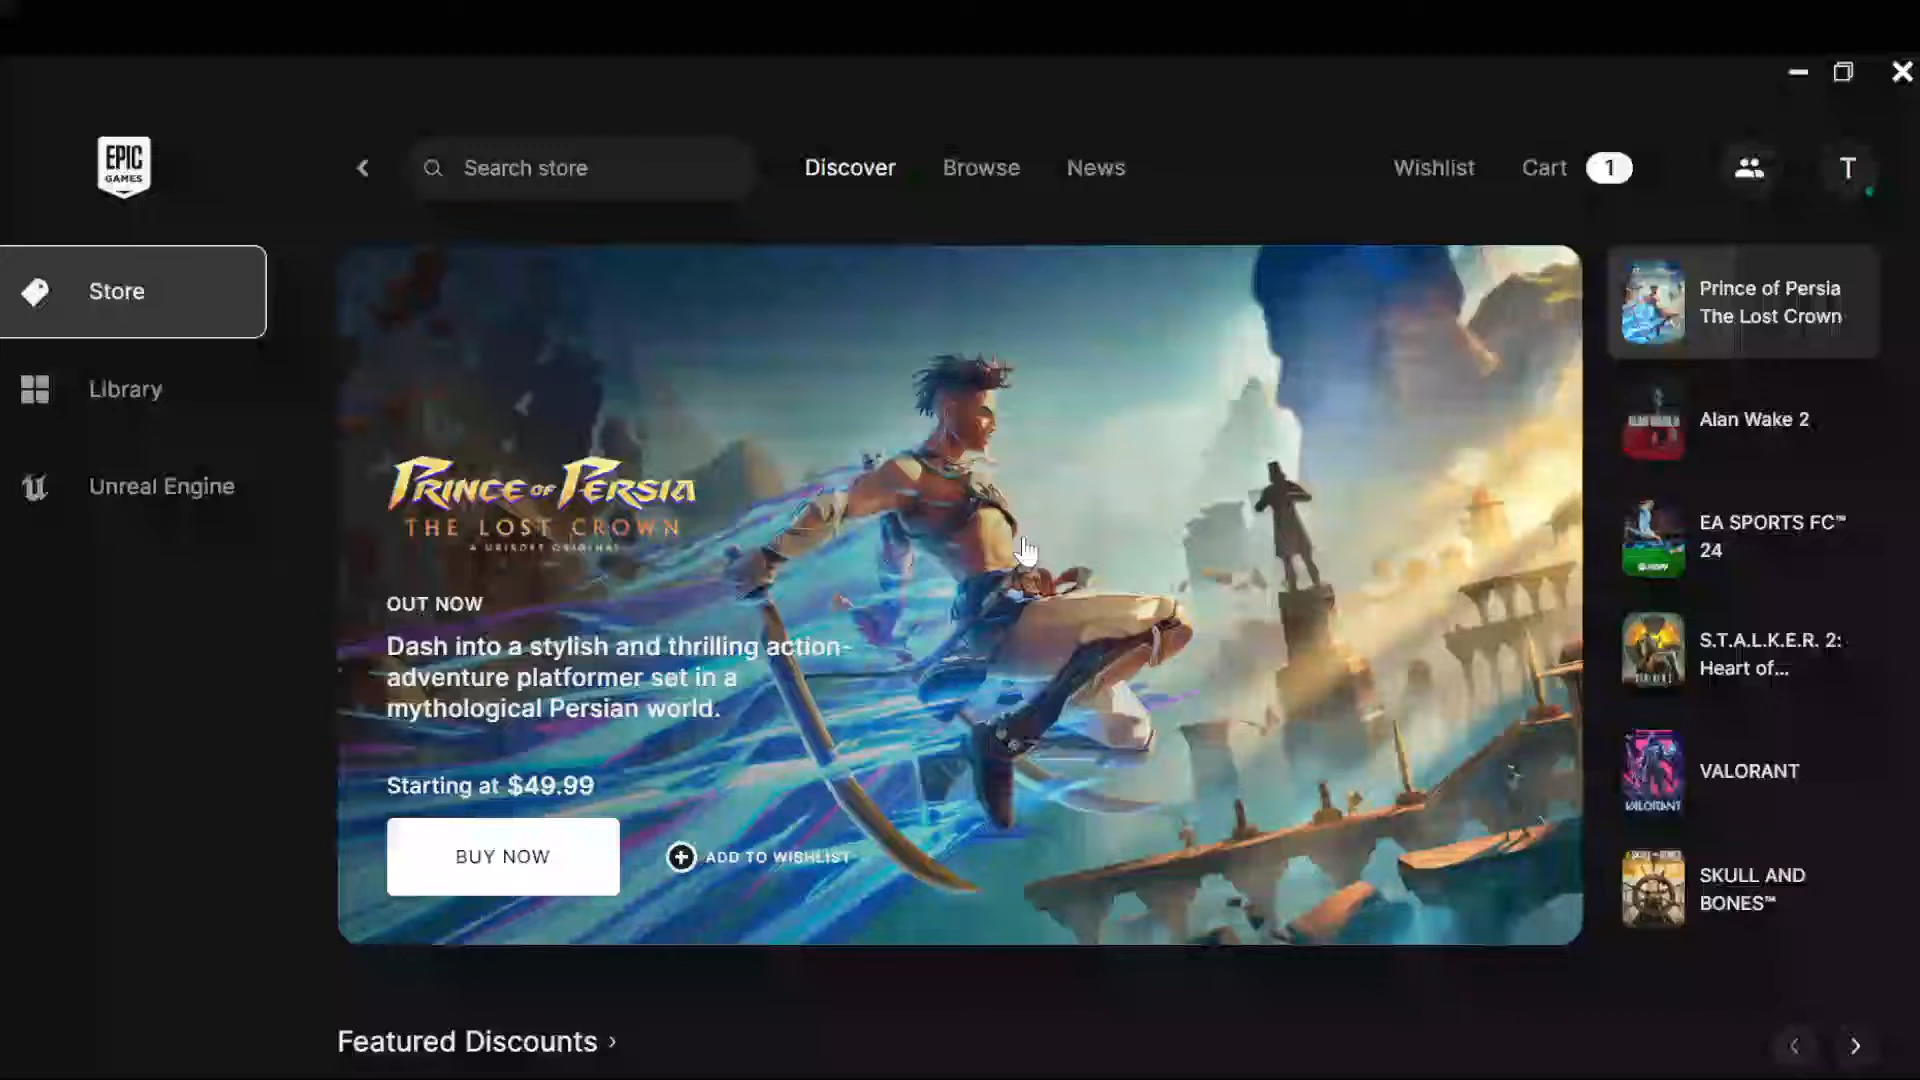 EPIC
GAMES
Search store
Discover
Browse
News
Wishlist
Cart
1
T
Store
Library
Unreal Engine
PRINCE OF PERSIA
THE LOST CROWN
A UBISOFT ORIGINAL
OUT NOW
Dash into a stylish and thrilling action-
adventure platformer set in a
mythological Persian world.
Starting at $49.99
BUY NOW
ADD TO WISHLIST
Prince of Persia
The Lost Crown
Alan Wake 2
EA SPORTS FC™
24
S.T.A.L.K.E.R. 2:
Heart of...
VALORANT
VALORANT
SKULL AND
BONES™
Featured Discounts ›